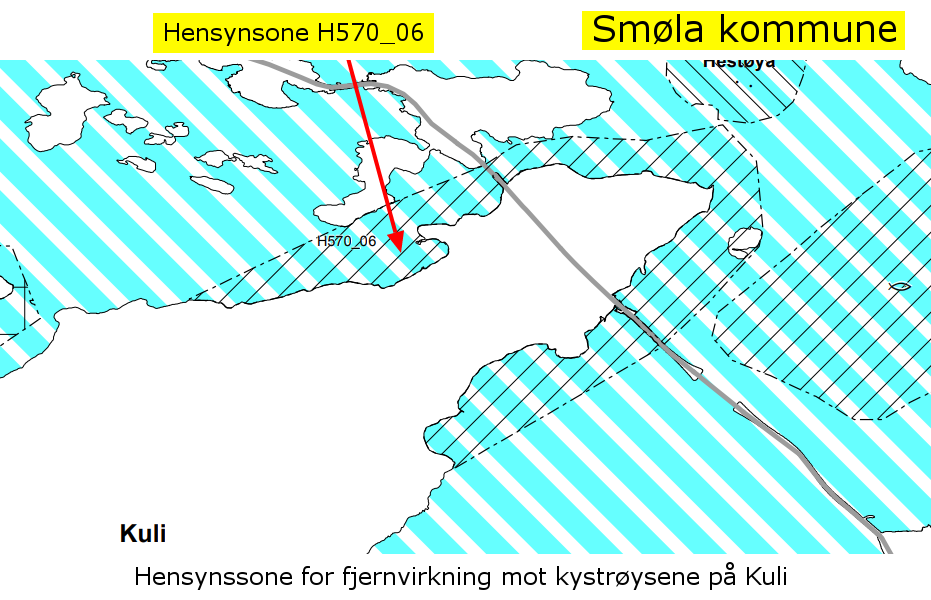 Hensynsone H570_06
Smøla kommune
Hestøya
H570_06
Kuli
Hensynssone for fjernvirkning mot kystrøysene på Kuli